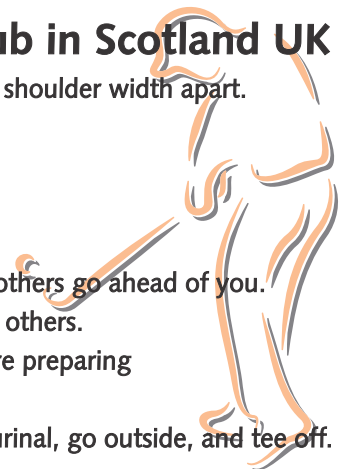 ub in Scotland UK
shoulder width apart.
others go ahead of you.
others.
re preparing
urinal, go outside, and tee off.